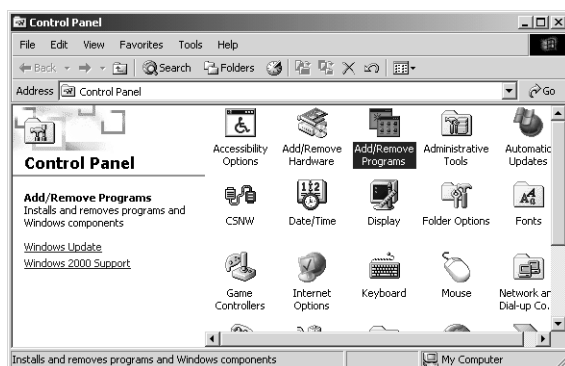 Control Panel
File Edit View Favorites Tools Help
Back Search Folders
Address Control Panel Go
Control Panel
Add/Remove Programs
Installs and removes programs and
Windows components
Windows Update
Windows 2000 Support
Accessibility
Options
Add/Remove
Hardware
Add/Remove
Programs
Administrative
Tools
Automatic
Updates
CSNW
Date/Time
Display
Folder Options
Fonts
Game
Controllers
Internet
Options
Keyboard
Mouse
Network ar
Dial-up Co.
Installs and removes programs and Windows components
My Computer